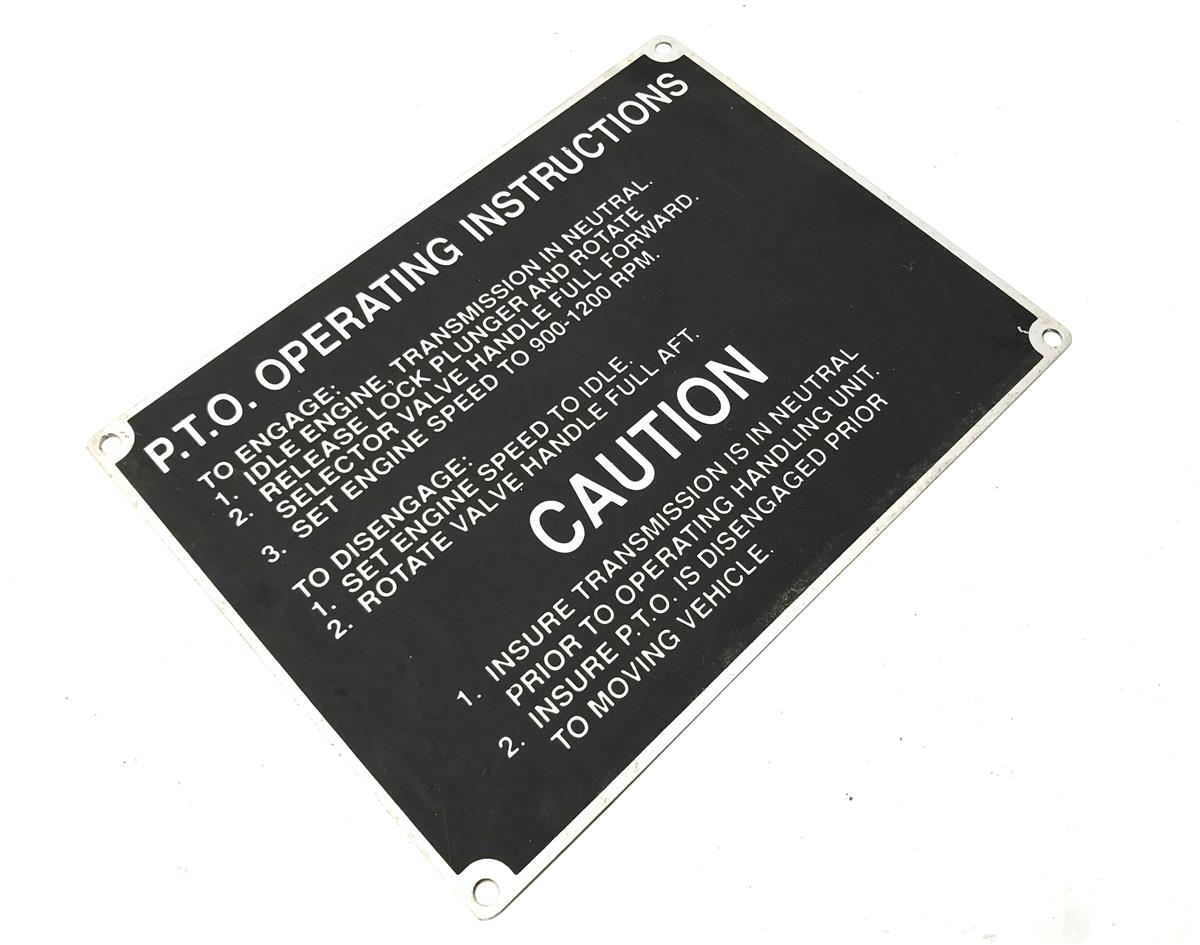 P.T.O. OPERATING INSTRUCTIONS
TO ENGAGE:
1. IDLE ENGINE, TRANSMISSION IN NEUTRAL.
2. RELEASE LOCK PLUNGER AND ROTATE
SELECTOR VALVE HANDLE FULL FORWARD.
3. SET ENGINE SPEED TO 900-1200 RPM.
TO DISENGAGE:
1. SET ENGINE SPEED TO IDLE.
2. ROTATE VALVE HANDLE FULL AFT.
CAUTION
1. INSURE TRANSMISSION IS IN NEUTRAL
PRIOR TO OPERATING HANDLING UNIT.
2. INSURE P.T.O. IS DISENGAGED PRIOR
TO MOVING VEHICLE.